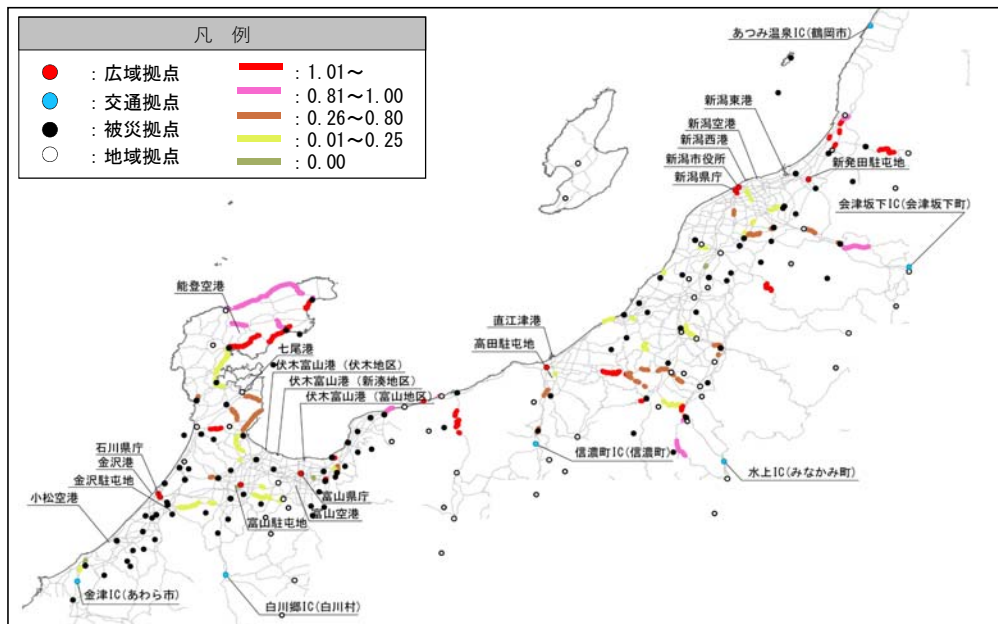 凡 例
：広域拠点
：交通拠点
：被災拠点
：地域拠点
：1.01～
：0.81～1.00
：0.26～0.80
：0.01～0.25
：0.00
あつみ温泉IC(鶴岡市)
新潟東港
新潟空港
新潟西港
新潟市役所
新潟県庁
新発田駐屯地
会津坂下IC(会津坂下町)
能登空港
七尾港
伏木富山港（伏木地区）
伏木富山港（新湊地区）
伏木富山港（富山地区）
直江津港
高田駐屯地
石川県庁
金沢港
金沢駐屯地
小松空港
富山県庁
富山空港
富山駐屯地
信濃町IC(信濃町)
水上IC(みなかみ町)
金津IC(あわら市)
白川郷IC(白川村)